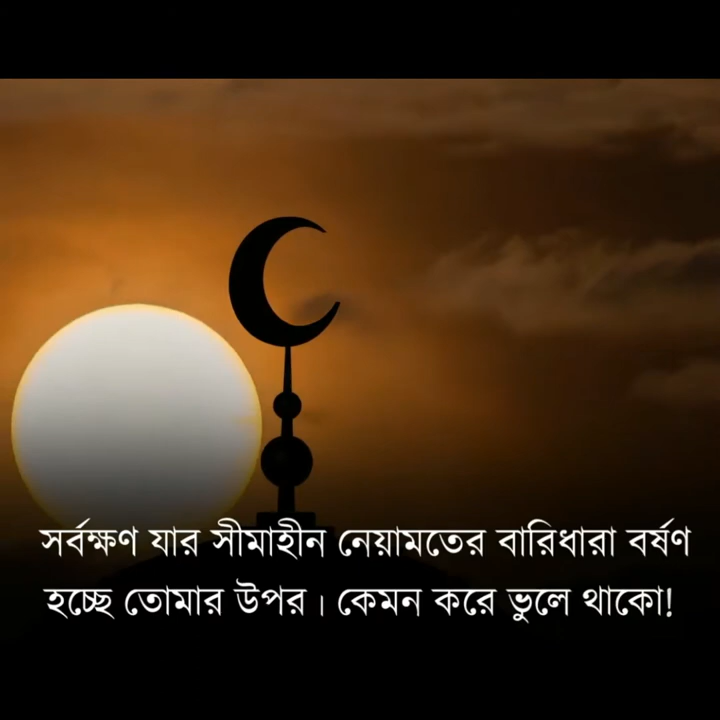 সর্বক্ষণ যার সীমাহীন নেয়ামতের বারিধারা বর্ষণ
হচ্ছে তোমার উপর। কেমন করে ভুলে থাকো!